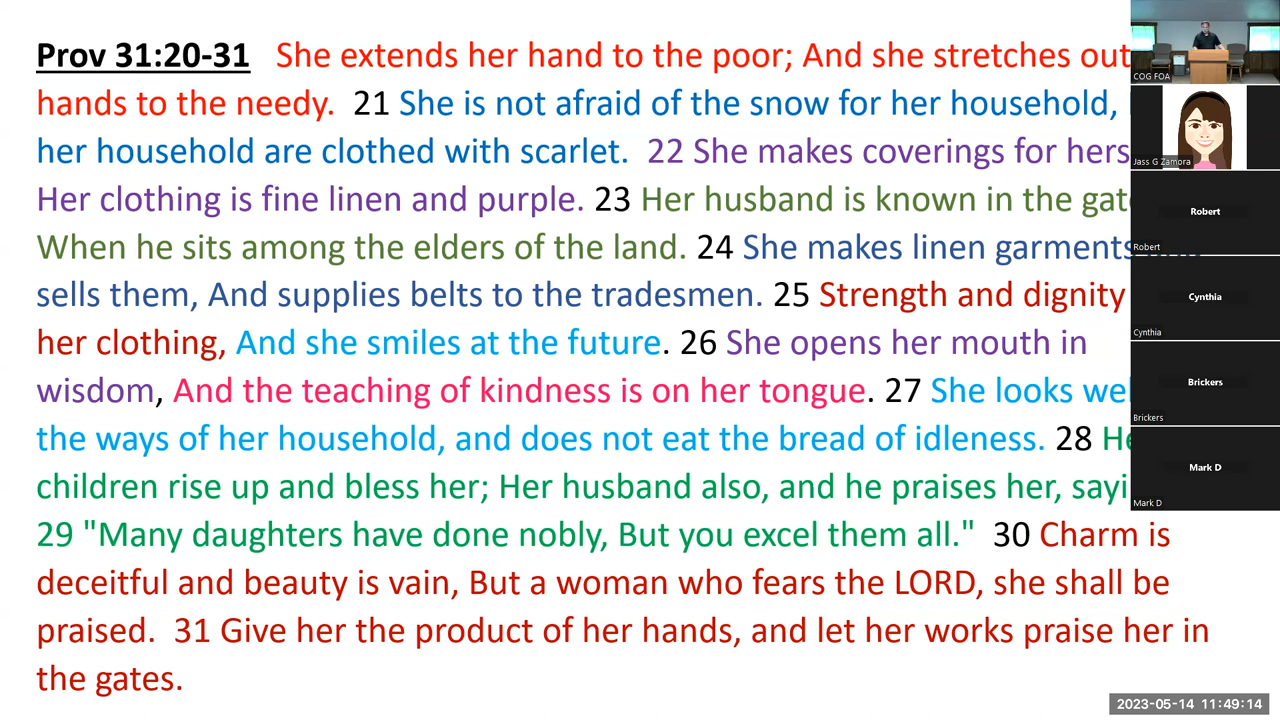 Prov 31:20-31 She extends her hand to the poor; And she stretches out
hands to the needy. 21 She is not afraid of the snow for her household,
her household are clothed with scarlet. 22 She makes coverings for hers
Her clothing is fine linen and purple. 23 Her husband is known in the gat
When he sits among the elders of the land. 24 She makes linen garments
sells them, And supplies belts to the tradesmen. 25 Strength and dignity
her clothing, And she smiles at the future. 26 She opens her mouth in
wisdom, And the teaching of kindness is on her tongue. 27 She looks we
the ways of her household, and does not eat the bread of idleness. 28 He
children rise up and bless her; Her husband also, and he praises her, sayi
29 "Many daughters have done nobly, But you excel them all." 30 Charm is
deceitful and beauty is vain, But a woman who fears the LORD, she shall be
praised. 31 Give her the product of her hands, and let her works praise her in
the gates.
COG FOA
Jass G Zamora
Robert
Robert
Cynthia
Cynthia
Brickers
Brickers
Mark D
Mark D
2023-05-14 11:49:14